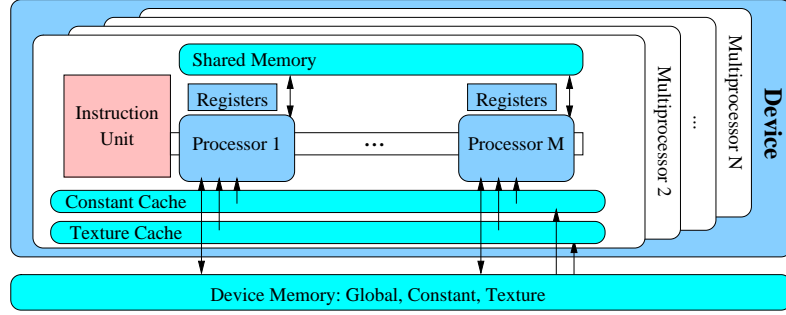 Shared Memory
Registers
Registers
Instruction
Unit
Processor 1
...
Processor M
Constant Cache
Texture Cache
Multiprocessor 2
...
Multiprocessor N
Device
Device Memory: Global, Constant, Texture